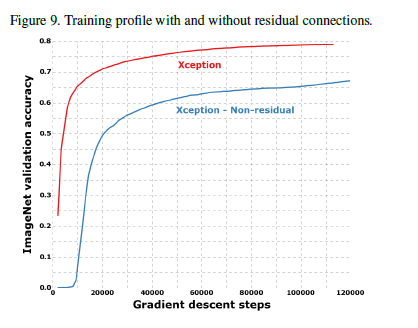 Figure 9. Training profile with and without residual connections.
0.8
Xception
0.7
0.6
Xception - Non-residual
0.5
0.4
0.3
0.2
0.1
0.0
0 20000 40000 60000 80000 100000 120000
ImageNet validation accuracy
Gradient descent steps